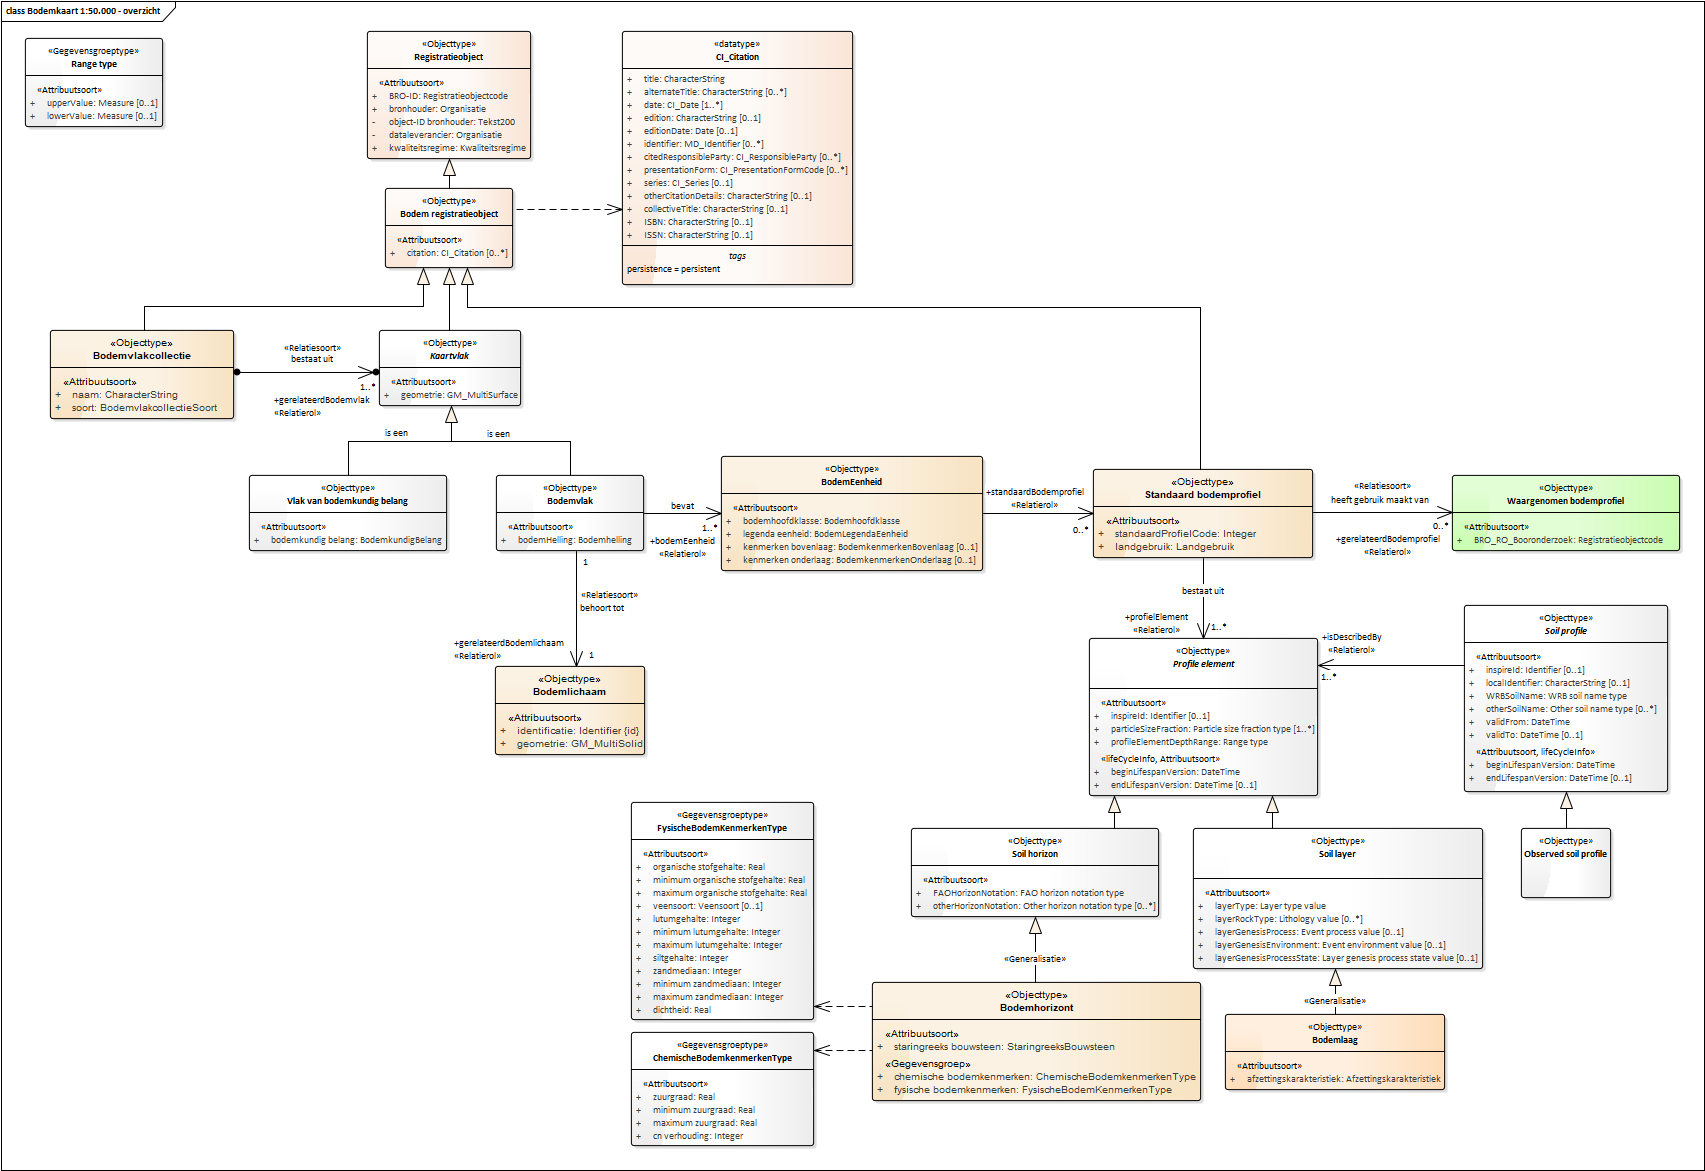 class Bodemkaart 1:50.000 - overzicht
«Gegevensgroeptype»
Range type
«Attribuutsoort»
+ upperValue: Measure [0..1]
+ lowerValue: Measure [0..1]
«Objecttype»
Registratieobject
«Attribuutsoort»
+ BRO-ID: Registratieobjectcode
+ bronhouder: Organisatie
- object-ID bronhouder: Tekst200
- dataleverancier: Organisatie
+ kwaliteitsregime: Kwaliteitsregime
«datatype»
CI_Citation
+ title: CharacterString
+ alternateTitle: CharacterString [0..*]
+ date: CI_Date [1..*]
+ edition: CharacterString [0..1]
+ editionDate: Date [0..1]
+ identifier: MD_Identifier [0..*]
+ citedResponsibleParty: CI_ResponsibleParty [0..*]
+ presentationForm: CI_PresentationFormCode [0..*]
+ series: CI_Series [0..1]
+ otherCitationDetails: CharacterString [0..1]
+ collectiveTitle: CharacterString [0..1]
+ ISBN: CharacterString [0..1]
+ ISSN: CharacterString [0..1]
tags
persistence = persistent
«Objecttype»
Bodem registratieobject
«Attribuutsoort»
+ citation: CI_Citation [0..*]
«Objecttype»
Bodemvlakcollectie
«Attribuutsoort»
+ naam: CharacterString
+ soort: BodemvlakcollectieSoort
«Relatiesoort»
bestaat uit
1..*
+gerelateerdBodemvlak
«Relatierol»
«Objecttype»
Kaartvlak
«Attribuutsoort»
+ geometrie: GM_MultiSurface
is een
is een
«Objecttype»
Vlak van bodemkundig belang
«Attribuutsoort»
+ bodemkundig belang: BodemkundigBelang
«Objecttype»
Bodemvlak
«Attribuutsoort»
+ bodemHelling: Bodemhelling
bevat
1..*
+bodemEenheid
«Relatierol»
«Objecttype»
BodemEenheid
«Attribuutsoort»
+ bodemhoofdklasse: Bodemhoofdklasse
+ legenda eenheid: BodemLegendaEenheid
+ kenmerken bovenlaag: BodemkenmerkenBovenlaag [0..1]
+ kenmerken onderlaag: BodemkenmerkenOnderlaag [0..1]
+standaardBodemprofiel
«Relatierol»
0..*
«Objecttype»
Standaard bodemprofiel
«Attribuutsoort»
+ standaardProfielCode: Integer
+ landgebruik: Landgebruik
«Relatiesoort»
heeft gebruik maakt van
0..*
+gerelateerdBodemprofiel
«Relatierol»
«Objecttype»
Waargenomen bodemprofiel
«Attribuutsoort»
+ BRO_RO_Booronderzoek: Registratieobjectcode
1
«Relatiesoort»
behoort tot
+gerelateerdBodemlichaam
«Relatierol»
1
«Objecttype»
Bodemlichaam
«Attribuutsoort»
+ identificatie: Identifier {id}
+ geometrie: GM_MultiSolid
bestaat uit
+profielElement
«Relatierol»
1..*
«Objecttype»
Profile element
«Attribuutsoort»
+ inspireId: Identifier [0..1]
+ particleSizeFraction: Particle size fraction type [1..*]
+ profileElementDepthRange: Range type
«lifeCycleInfo, Attribuutsoort»
+ beginLifespanVersion: DateTime
+ endLifespanVersion: DateTime [0..1]
+isDescribedBy
«Relatierol»
1..*
«Objecttype»
Soil profile
«Attribuutsoort»
+ inspireId: Identifier [0..1]
+ localIdentifier: CharacterString [0..1]
+ WRBSoilName: WRB soil name type
+ otherSoilName: Other soil name type [0..*]
+ validFrom: DateTime
+ validTo: DateTime [0..1]
«Attribuutsoort, lifeCycleInfo»
+ beginLifespanVersion: DateTime
+ endLifespanVersion: DateTime [0..1]
«Objecttype»
Observed soil profile
«Gegevensgroeptype»
FysischeBodemKenmerkenType
«Attribuutsoort»
+ organische stofgehalte: Real
+ minimum organische stofgehalte: Real
+ maximum organische stofgehalte: Real
+ veensoort: Veensoort [0..1]
+ lutumgehalte: Integer
+ minimum lutumgehalte: Integer
+ maximum lutumgehalte: Integer
+ siltgehalte: Integer
+ zandmediaan: Integer
+ minimum zandmediaan: Integer
+ maximum zandmediaan: Integer
+ dichtheid: Real
«Objecttype»
Soil horizon
«Attribuutsoort»
+ FAOHorizonNotation: FAO horizon notation type
+ otherHorizonNotation: Other horizon notation type [0..*]
«Objecttype»
Soil layer
«Attribuutsoort»
+ layerType: Layer type value
+ layerRockType: Lithology value [0..*]
+ layerGenesisProcess: Event process value [0..1]
+ layerGenesisEnvironment: Event environment value [0..1]
+ layerGenesisProcessState: Layer genesis process state value [0..1]
«Generalisatie»
«Generalisatie»
«Objecttype»
Bodemhorizont
«Attribuutsoort»
+ staringreeks bouwsteen: StaringreeksBouwsteen
«Gegevensgroep»
+ chemische bodemkenmerken: ChemischeBodemkenmerkenType
+ fysische bodemkenmerken: FysischeBodemKenmerkenType
«Objecttype»
Bodemlaag
«Attribuutsoort»
+ afzettingskarakteristiek: Afzettingskarakteristiek
«Gegevensgroeptype»
ChemischeBodemkenmerkenType
«Attribuutsoort»
+ zuurgraad: Real
+ minimum zuurgraad: Real
+ maximum zuurgraad: Real
+ cn verhouding: Integer